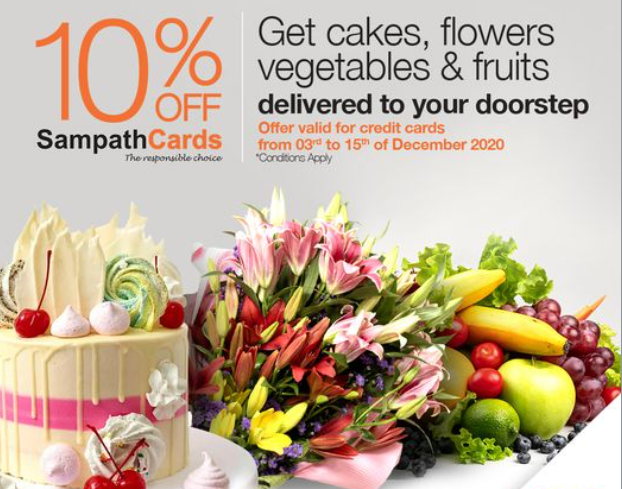 10% OFF
SampathCards
The responsible choice
Get cakes, flowers
vegetables & fruits
delivered to your doorstep
Offer valid for credit cards
from 03rd to 15th of December 2020
*Conditions Apply